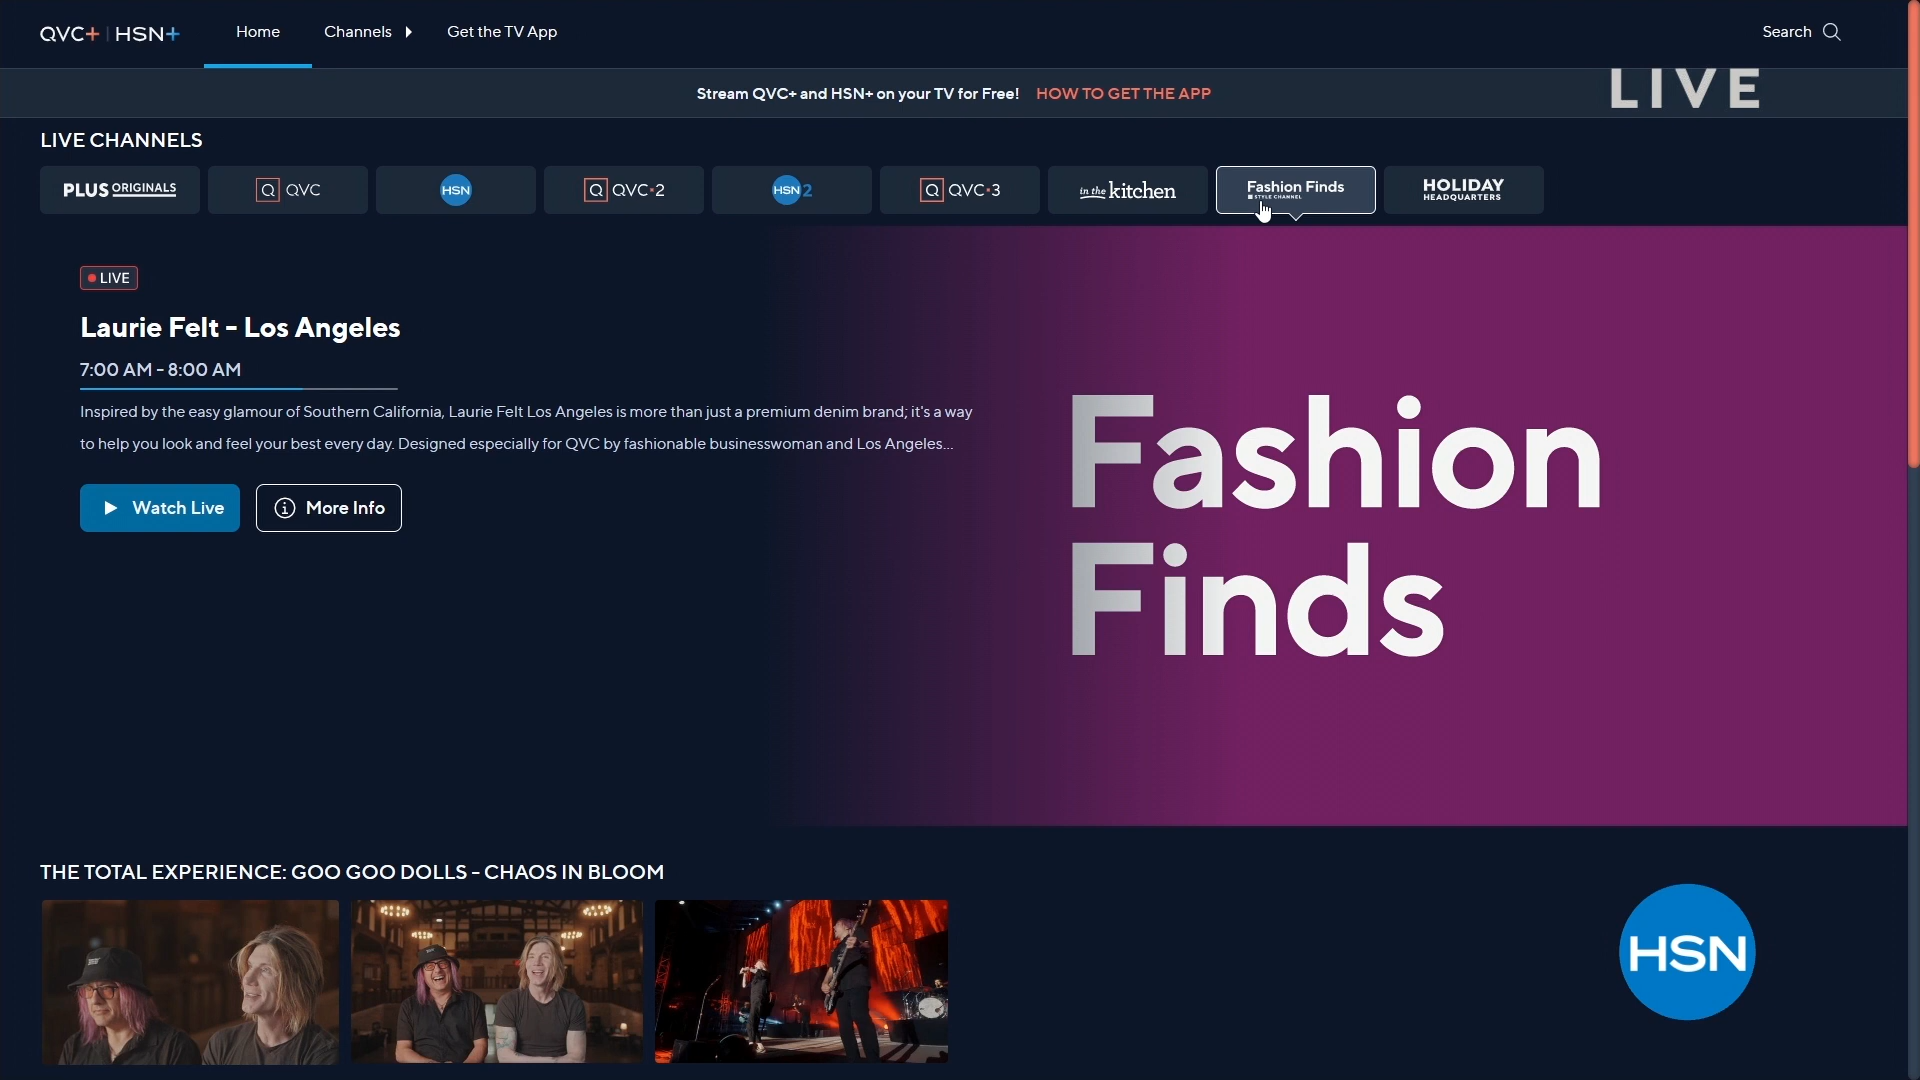 QVC+ | HSN+
Home
Channels
Get the TV App
Search
Stream QVC+ and HSN+ on your TV for Free! HOW TO GET THE APP
LIVE
LIVE CHANNELS
PLUS ORIGINALS
Q QVC
HSN
Q QVC•2
HSN 2
Q QVC•3
in the kitchen
Fashion Finds
STYLE CHANNEL
HOLIDAY
HEADQUARTERS
LIVE
Laurie Felt - Los Angeles
7:00 AM - 8:00 AM
Inspired by the easy glamour of Southern California, Laurie Felt Los Angeles is more than just a premium denim brand; it's a way
to help you look and feel your best every day. Designed especially for QVC by fashionable businesswoman and Los Angeles...
Watch Live
More Info
Fashion
Finds
THE TOTAL EXPERIENCE: GOO GOO DOLLS - CHAOS IN BLOOM
HSN